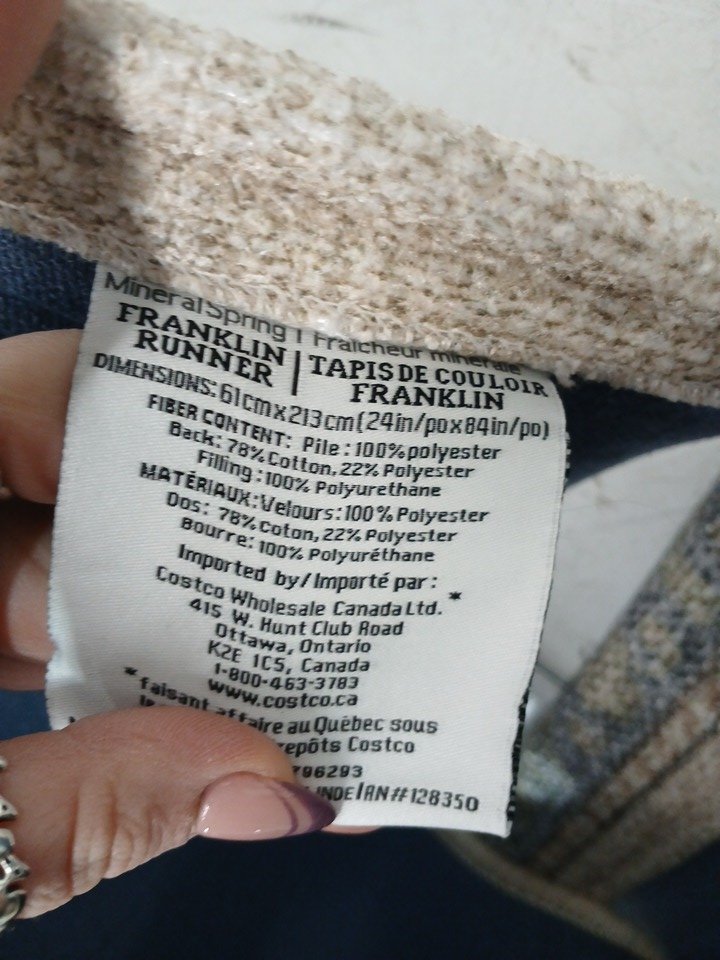 MineralSpring | Fraîcheur minérale
FRANKLIN RUNNER | TAPIS DE COULOIR FRANKLIN
DIMENSIONS: 61cm x 213cm (24in/po x 84in/po)
FIBER CONTENT: Pile: 100% polyester
Back: 78% Cotton, 22% Polyester
Filling: 100% Polyurethane
MATÉRIAUX: Velours: 100% Polyester
Dos: 78% Coton, 22% Polyester
Bourre: 100% Polyuréthane
Imported by/Importé par:
Costco Wholesale Canada Ltd. *
415 W. Hunt Club Road
Ottawa, Ontario
K2E 1C5, Canada
1-800-463-3783
www.costco.ca
*faisant affaire au Québec sous
Costco
796293
INDE IAN#128350